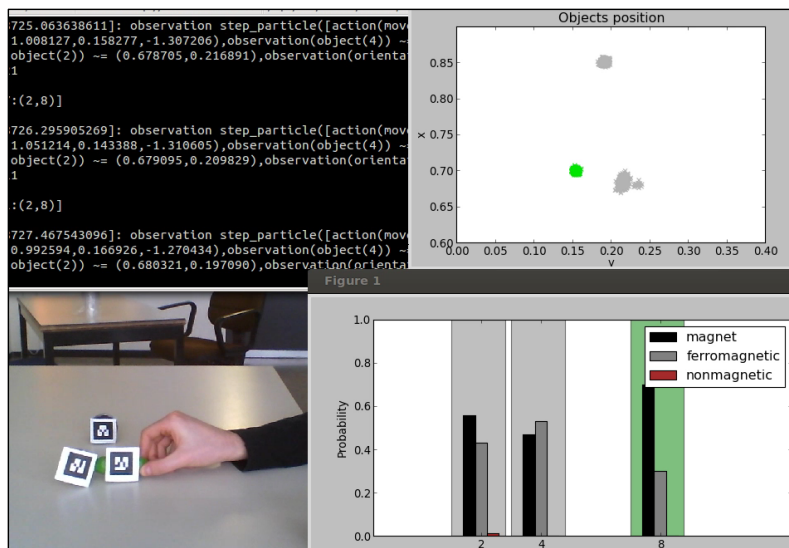 8725.063638611]: observation step_particle([action(mov
1.008127,0.158277,-1.307206),observation(object(4)) ~
object(2)) ~= (0.678705,0.216891),observation(orienta
1
:(2,8)]
8726.295905269]: observation step_particle([action(mov
1.051214,0.143388,-1.310605),observation(object(4)) ~
object(2)) ~= (0.679095,0.209829),observation(orienta
1
:(2,8)]
8727.467543096]: observation step_particle([action(mov
0.992594,0.166926,-1.270434),observation(object(4)) ~
object(2)) ~= (0.680321,0.197090),observation(orienta
Objects position
x
0.85
0.80
0.75
0.70
0.65
0.60
0.00 0.05 0.10 0.15 0.20 0.25 0.30 0.35 0.40
Figure 1
Probability
1.0
0.8
0.6
0.4
0.2
0.0
magnet
ferromagnetic
nonmagnetic
2 4 8